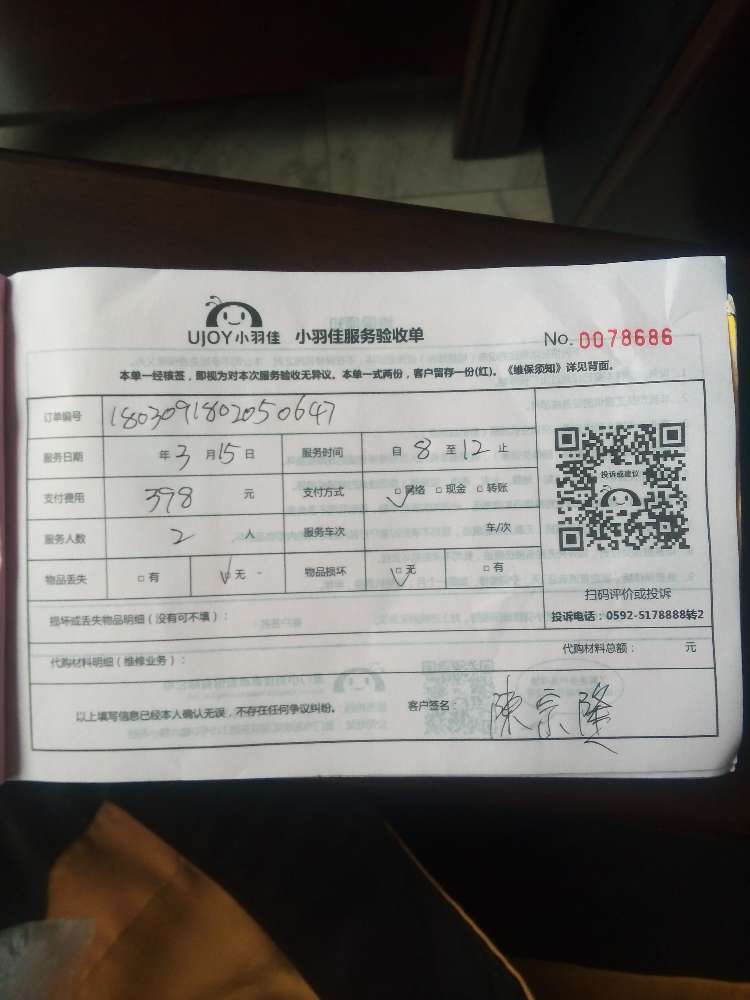 UJOY小羽佳 小羽佳服务验收单 No. 0078686
本单一经核签，即视为对本次服务验收无异议。本单一式两份，客户留存一份(红)。《维保须知》详见背面。
订单编号 1803091802050647
服务日期 年 3 月 15 日 服务时间 自 8 至 12 止
支付费用 398 元 支付方式 □网络 □现金 □转账
服务人数 2 人 服务车次 车/次
物品丢失 □有 □无 物品损坏 □无 □有
投诉或建议
扫码评价或投诉
投诉电话：0592-5178888转2
损坏或丢失物品明细（没有可不填）：
代购材料明细（维修业务）： 代购材料总额： 元
以上填写信息已经本人确认无误，不存在任何争议纠纷。 客户签名： 陳宗隆